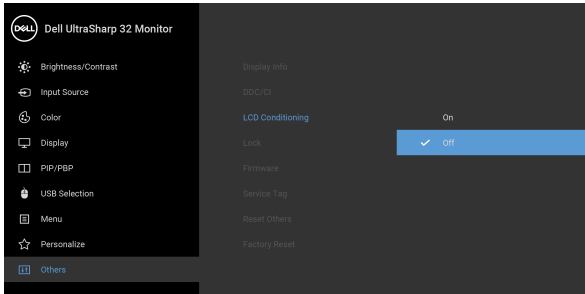 DELL Dell UltraSharp 32 Monitor
Brightness/Contrast
Display Info
Input Source
DDC/CI
Color
LCD Conditioning
On
Display
Lock
Off
PIP/PBP
Firmware
USB Selection
Service Tag
Menu
Reset Others
Personalize
Factory Reset
Others